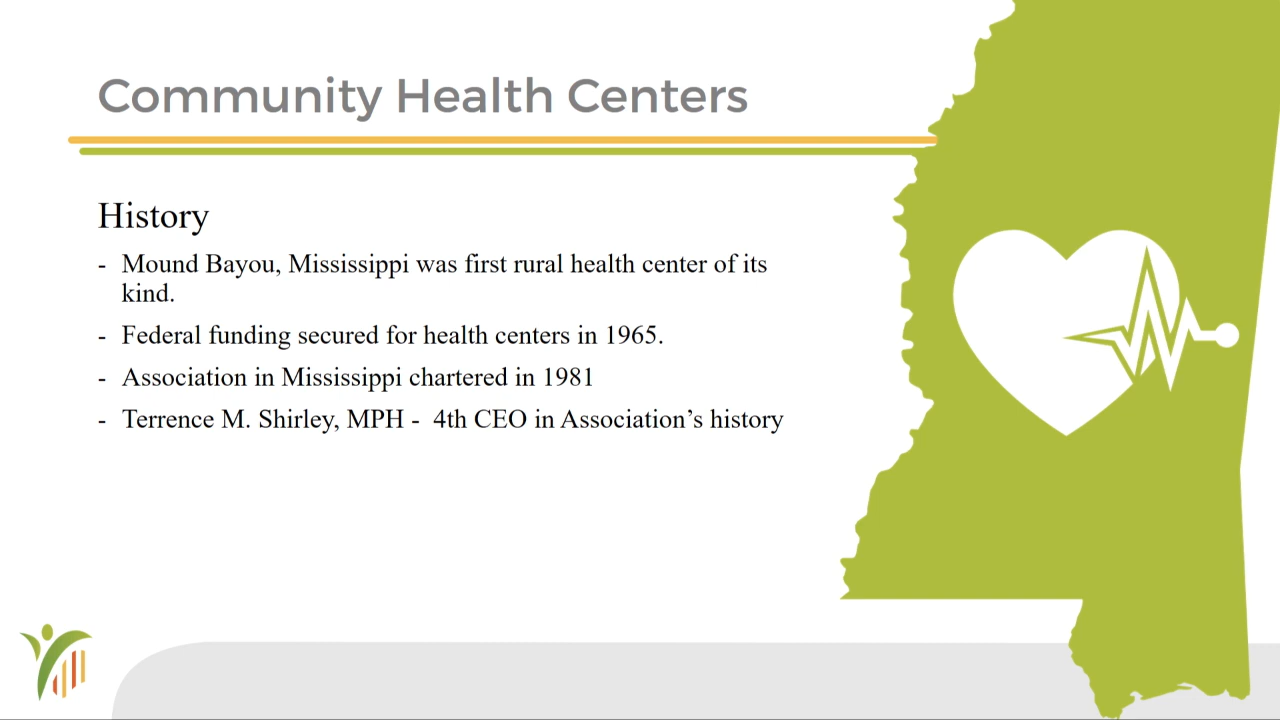 Community Health Centers
History
- Mound Bayou, Mississippi was first rural health center of its
kind.
- Federal funding secured for health centers in 1965.
- Association in Mississippi chartered in 1981
- Terrence M. Shirley, MPH -  4th CEO in Association’s history